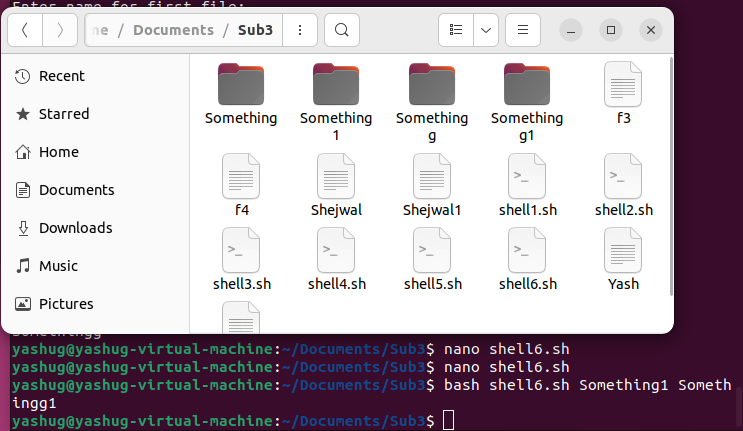 Enter name for first file:
me / Documents / Sub3
Recent
Starred
Home
Documents
Downloads
Music
Pictures
Something
Something
1
Something
g
Something
g1
f3
f4
Shejwal
Shejwal1
shell1.sh
shell2.sh
shell3.sh
shell4.sh
shell5.sh
shell6.sh
Yash
Somethingg
yashug@yashug-virtual-machine:~/Documents/Sub3$ nano shell6.sh
yashug@yashug-virtual-machine:~/Documents/Sub3$ nano shell6.sh
yashug@yashug-virtual-machine:~/Documents/Sub3$ bash shell6.sh Something1 Someth
ingg1
yashug@yashug-virtual-machine:~/Documents/Sub3$